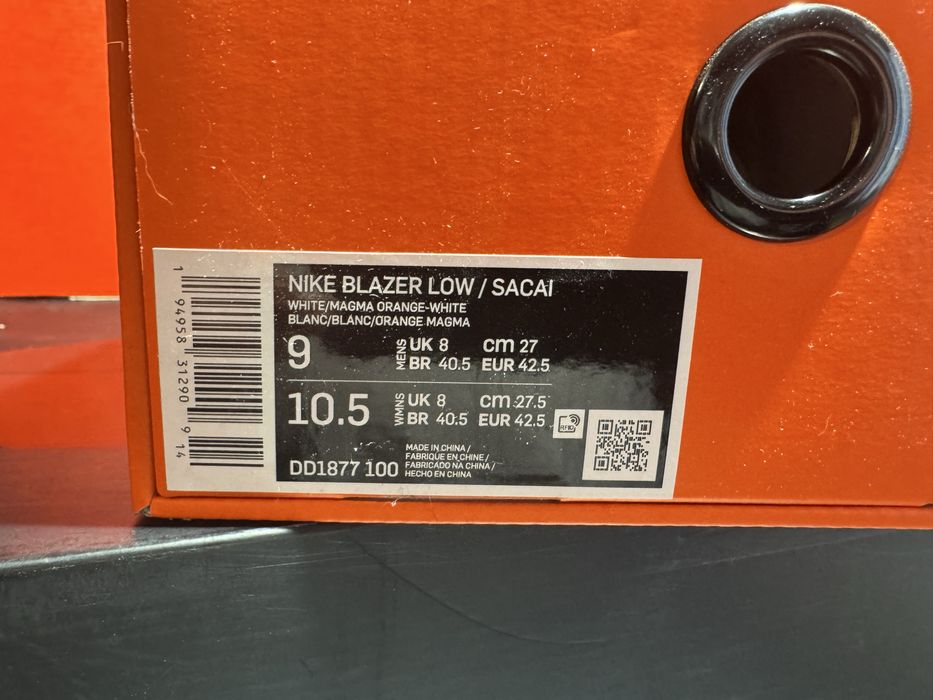 1 94958 31290 9 14
NIKE BLAZER LOW / SACAI
WHITE/MAGMA ORANGE-WHITE
BLANC/BLANC/ORANGE MAGMA
9 MENS UK 8 cm 27
BR 40.5 EUR 42.5
10.5 WMNS UK 8 cm 27.5
BR 40.5 EUR 42.5
RFID
DD1877 100
MADE IN CHINA /
FABRIQUE EN CHINE /
FABRICADO NA CHINA /
HECHO EN CHINA